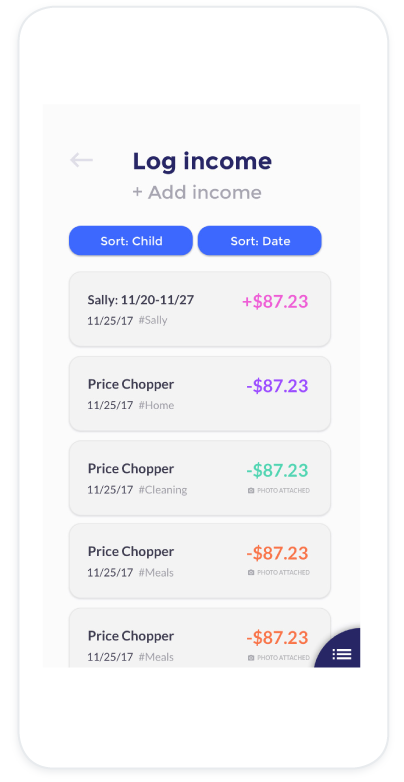 Log income
+ Add income
Sort: Child Sort: Date
Sally: 11/20-11/27 +$87.23
11/25/17 #Sally
Price Chopper -$87.23
11/25/17 #Home
Price Chopper -$87.23
11/25/17 #Cleaning PHOTO ATTACHED
Price Chopper -$87.23
11/25/17 #Meals PHOTO ATTACHED
Price Chopper -$87.23
11/25/17 #Meals PHOTO ATTACHED